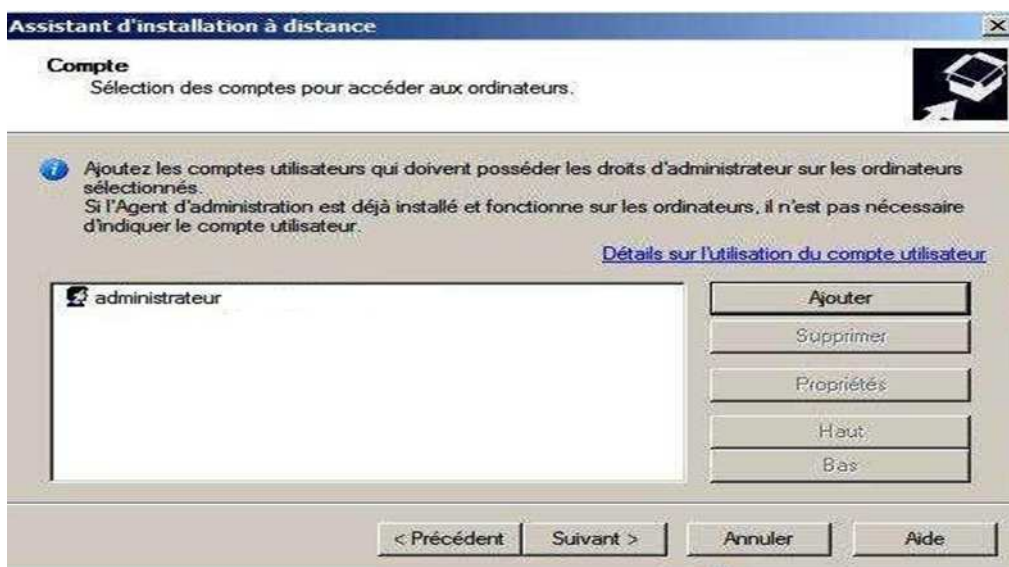 Assistant d'installation à distance
Compte
Sélection des comptes pour accéder aux ordinateurs.
Ajoutez les comptes utilisateurs qui doivent posséder les droits d'administrateur sur les ordinateurs
sélectionnés.
Si l'Agent d'administration est déjà installé et fonctionne sur les ordinateurs, il n'est pas nécessaire
d'indiquer le compte utilisateur.
Détails sur l'utilisation du compte utilisateur
administrateur
Ajouter
Supprimer
Propriétés
Haut
Bas
< Précédent
Suivant >
Annuler
Aide